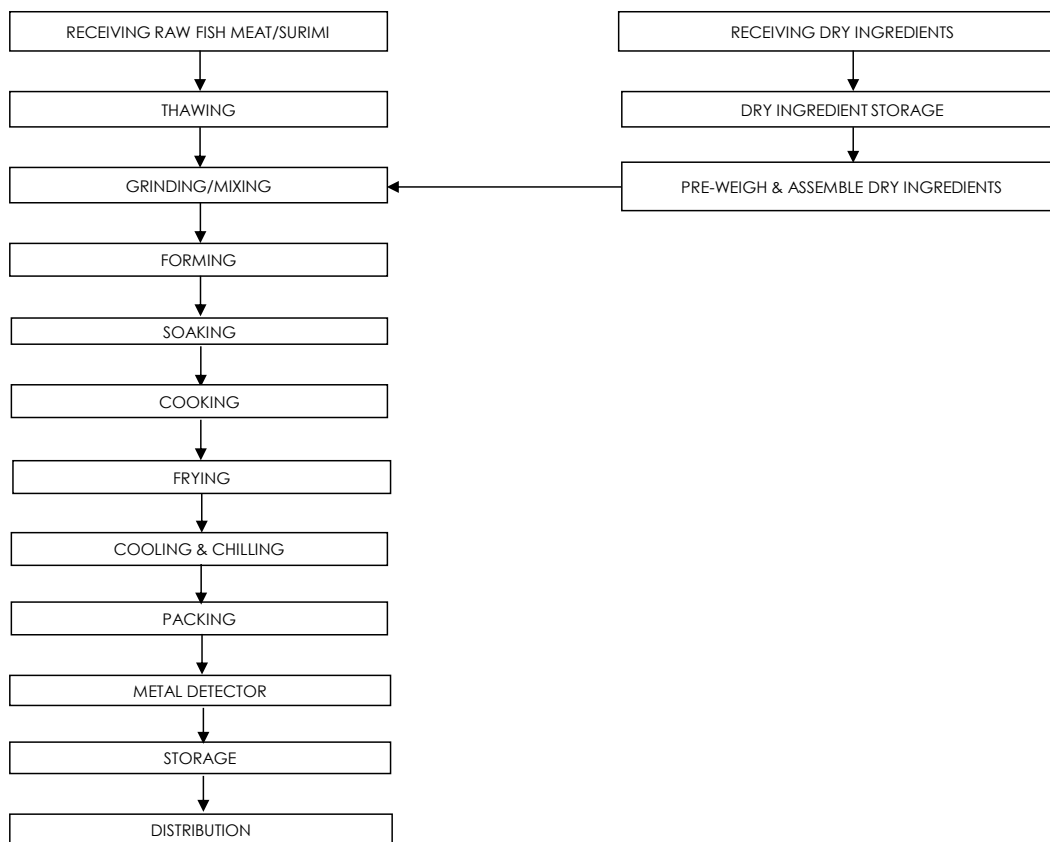 RECEIVING RAW FISH MEAT/SURIMI
RECEIVING DRY INGREDIENTS
THAWING
DRY INGREDIENT STORAGE
GRINDING/MIXING
PRE-WEIGH & ASSEMBLE DRY INGREDIENTS
FORMING
SOAKING
COOKING
FRYING
COOLING & CHILLING
PACKING
METAL DETECTOR
STORAGE
DISTRIBUTION